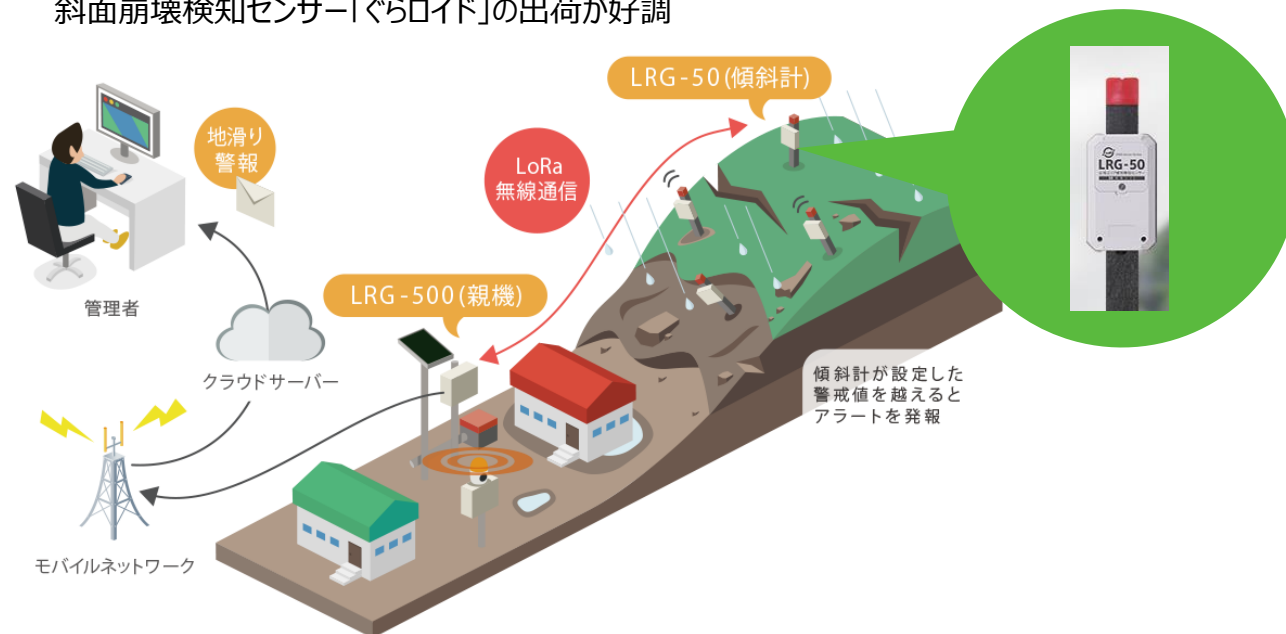 斜面崩壊検知センサー「ぐらロイド」の出荷が好調
LRG-50(傾斜計)
地滑り
警報
LoRa
無線通信
LRG-50
LRG-500(親機)
管理者
クラウドサーバー
傾斜計が設定した
警戒値を越えると
アラートを発報
モバイルネットワーク